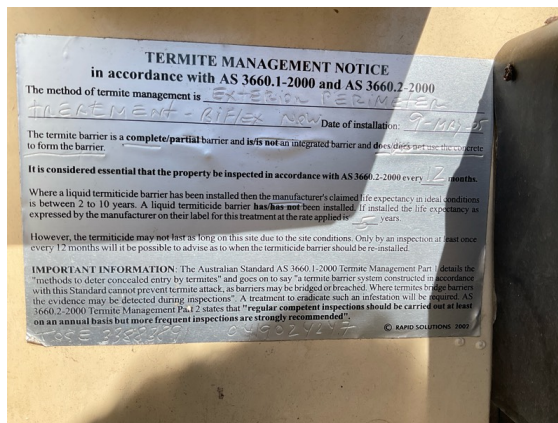 TERMITE MANAGEMENT NOTICE
in accordance with AS 3660.1-2000 and AS 3660.2-2000
The method of termite management is EXTERIOR PERIMETER
TREATMENT - BIFLEX Date of installation: 9-MAY-05
The termite barrier is a complete/partial barrier and is/is not an integrated barrier and does/does not use the concrete
to form the barrier.
It is considered essential that the property be inspected in accordance with AS 3660.2-2000 every months.
Where a liquid termiticide barrier has been installed then the manufacturer's claimed life expectancy in ideal conditions
is between 2 to 10 years. A liquid termiticide barrier has/has not been installed. If installed the life expectancy as
expressed by the manufacturer on their label for this treatment at the rate applied is years.
However, the termiticide may not last as long on this site due to the site conditions. Only by an inspection at least once
every 12 months will it be possible to advise as to when the termiticide barrier should be re-installed.
IMPORTANT INFORMATION: The Australian Standard AS 3660.1-2000 Termite Management Part 1 details the
"methods to deter concealed entry by termites" and goes on to say "a termite barrier system constructed in accordance
with this Standard cannot prevent termite attack, as barriers may be bridged or breached. Where termites bridge barriers
the evidence may be detected during inspections". A treatment to eradicate such an infestation will be required. AS
3660.2-2000 Termite Management Part 2 states that "regular competent inspections should be carried out at least
on an annual basis but more frequent inspections are strongly recommended".
© RAPID SOLUTIONS 2002